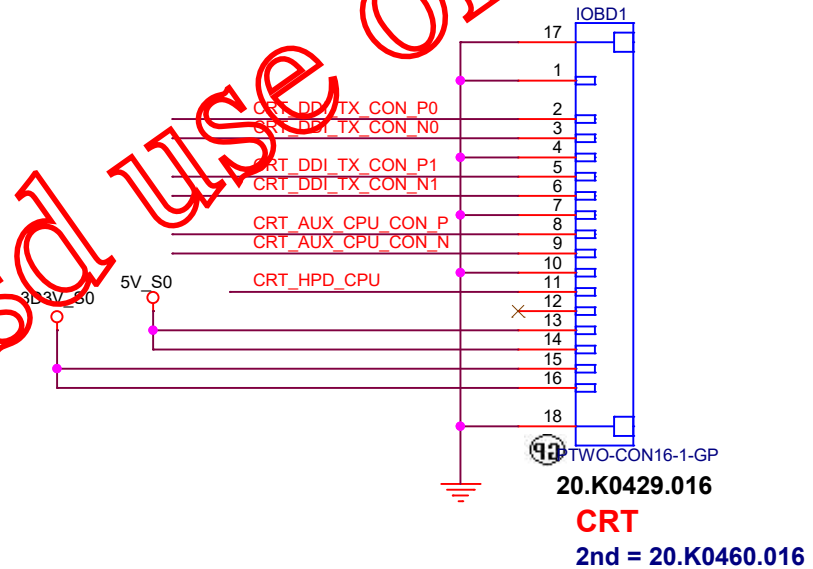 IOBD1
17
1
CRT_DDI_TX_CON_P0 2
CRT_DDI_TX_CON_N0 3
4
CRT_DDI_TX_CON_P1 5
CRT_DDI_TX_CON_N1 6
7
CRT_AUX_CPU_CON_P 8
CRT_AUX_CPU_CON_N 9
10
CRT_HPD_CPU 11
5V_S0
3D3V_S0
12
13
14
15
16
18
PTWO-CON16-1-GP
20.K0429.016
CRT
2nd = 20.K0460.016
use